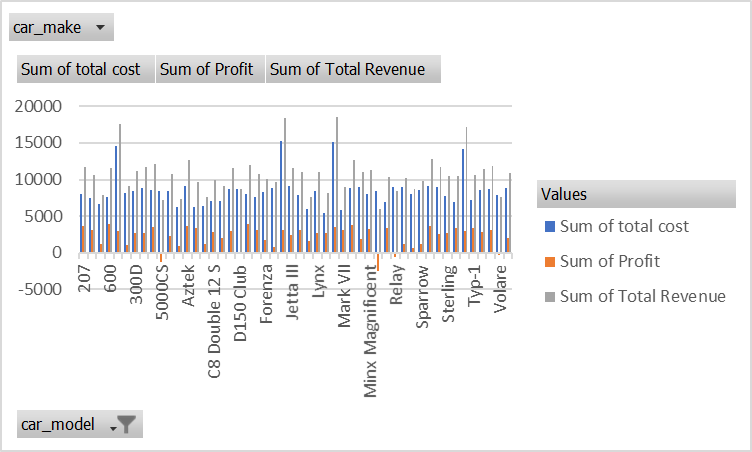 car_make
Sum of total cost Sum of Profit Sum of Total Revenue
20000
15000
10000
5000
0
-5000
207
600
300D
5000CS
Aztek
C8 Double 12 S
D150 Club
Forenza
Jetta III
Lynx
Mark VII
Minx Magnificent
Relay
Sparrow
Sterling
Typ-1
Volare
Values
Sum of total cost
Sum of Profit
Sum of Total Revenue
car_model